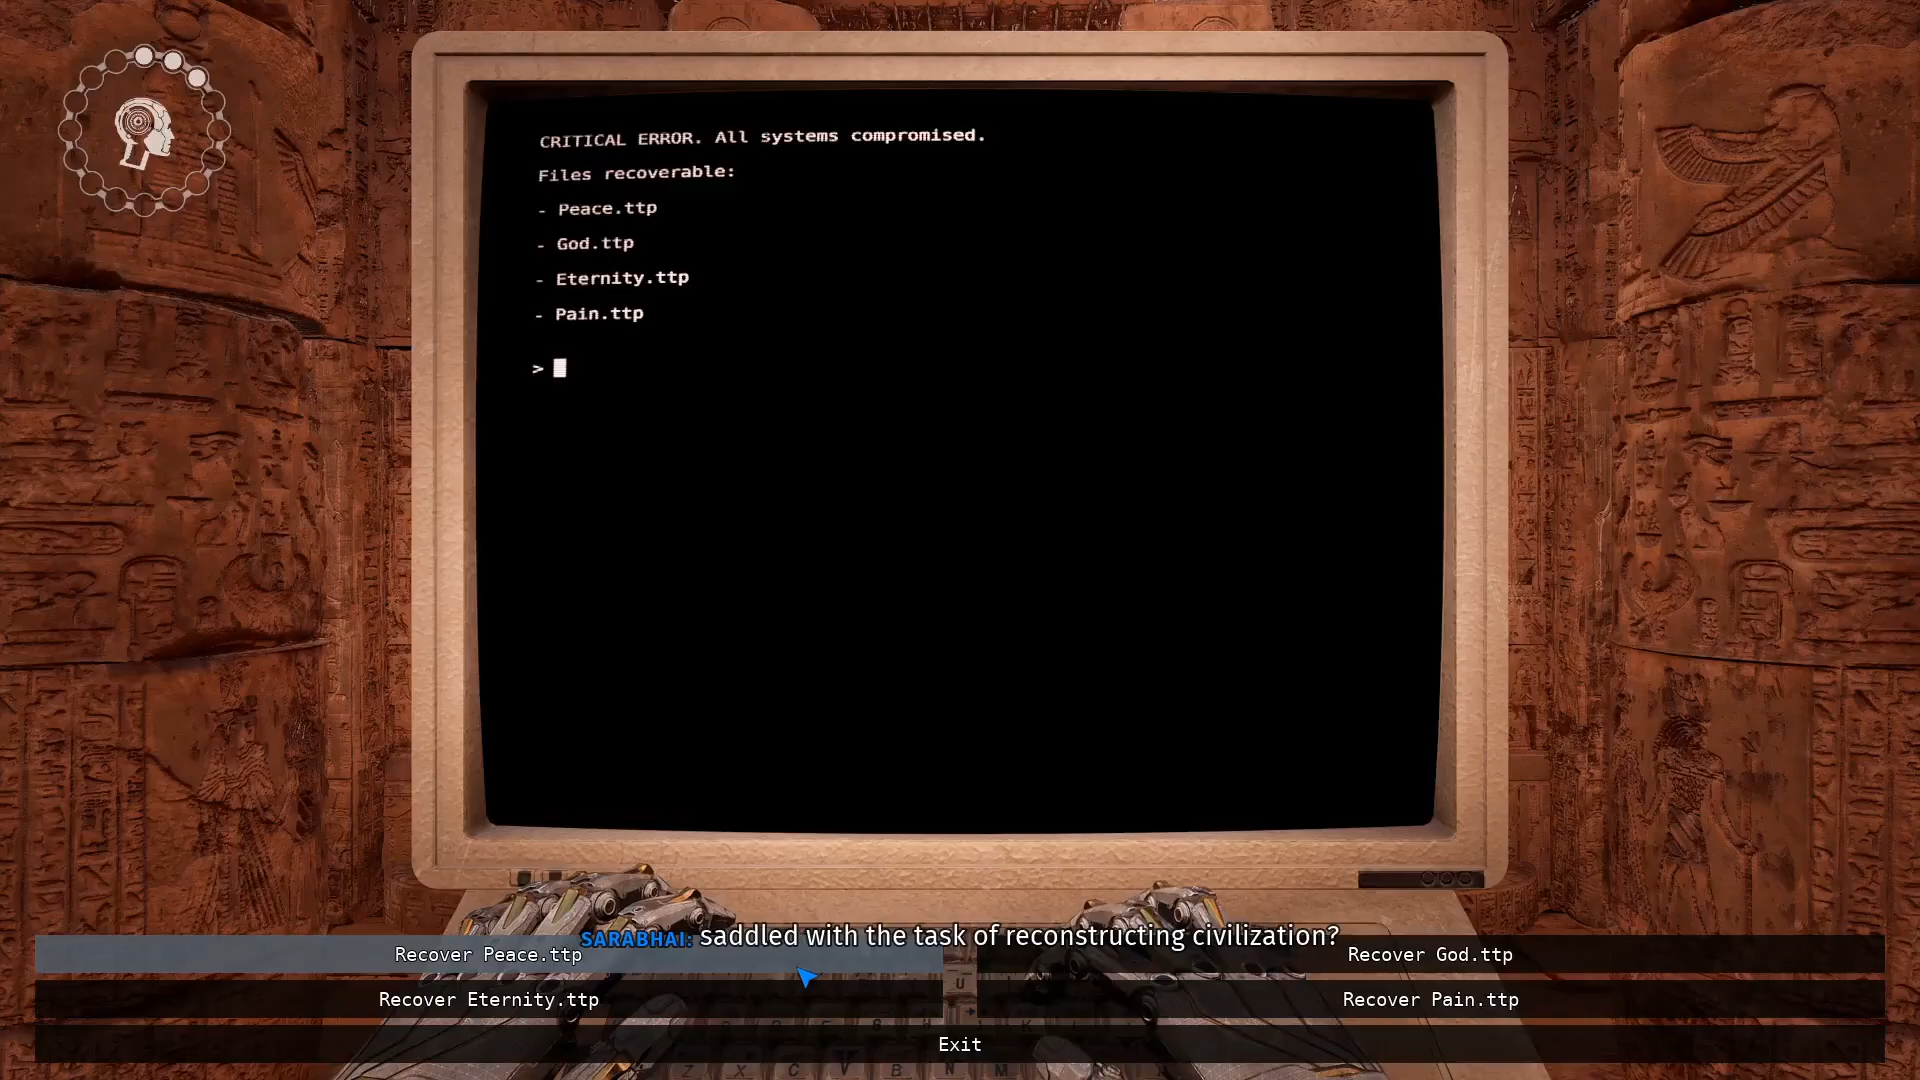 CRITICAL ERROR. All systems compromised.
Files recoverable:
- Peace.ttp
- God.ttp
- Eternity.ttp
- Pain.ttp
>
SARABHAI: saddled with the task of reconstructing civilization?
Recover Peace.ttp
Recover God.ttp
U
Recover Eternity.ttp
Recover Pain.ttp
Exit
Z X C V B N M